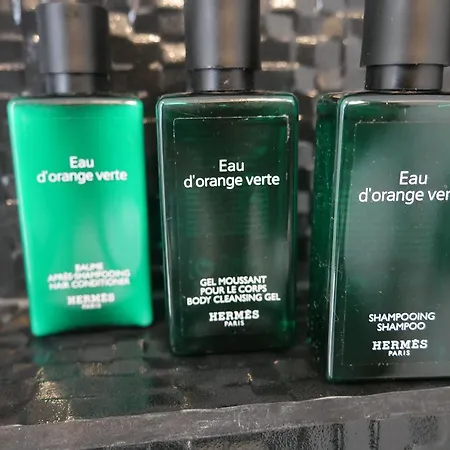 Eau
d'orange verte
BAUME
APRÈS-SHAMPOOING
HAIR CONDITIONER
HERMÈS
PARIS
Eau
d'orange verte
GEL MOUSSANT
POUR LE CORPS
BODY CLEANSING GEL
HERMÈS
PARIS
Eau
d'orange ver
SHAMPOOING
SHAMPOO
HERMÈS
PARIS